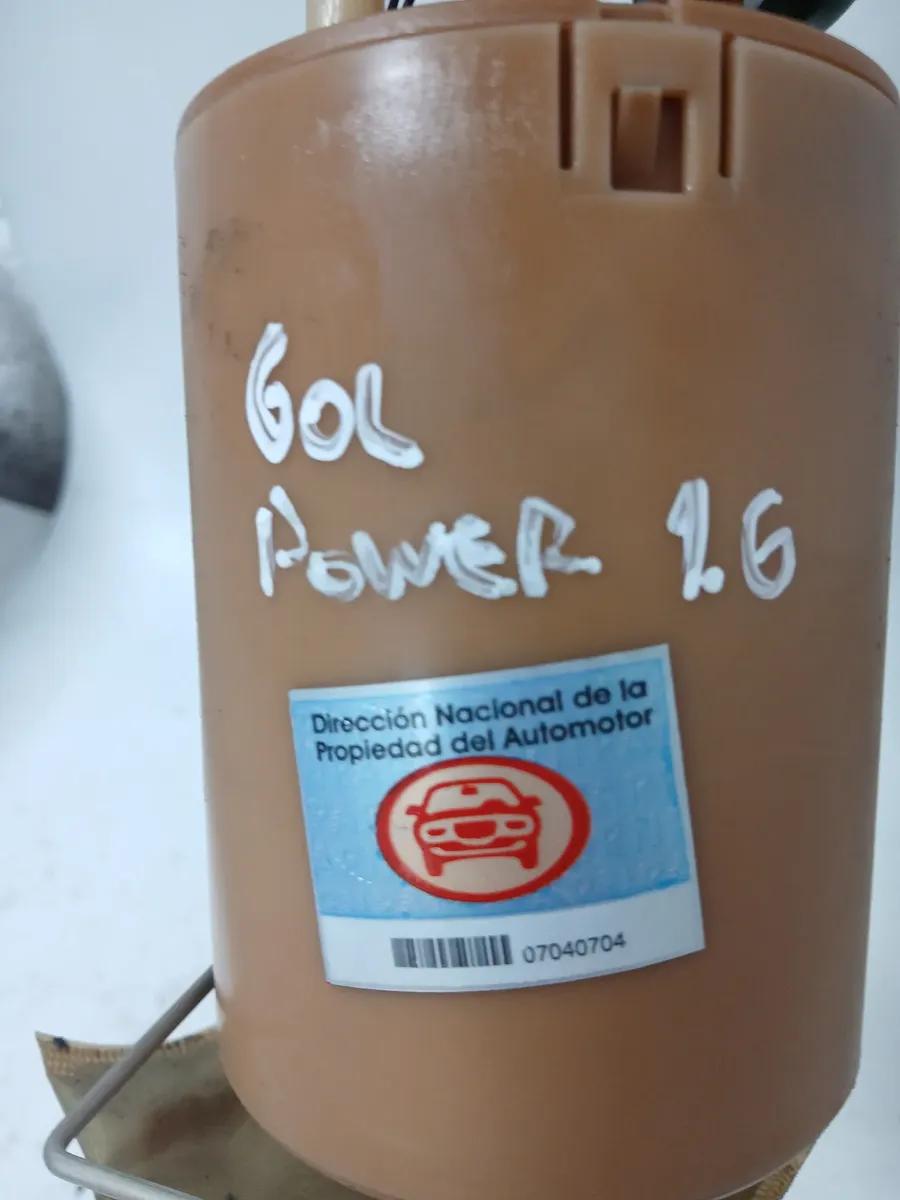 GOL
POWER 1.6
Dirección Nacional de la
Propiedad del Automotor
07040704